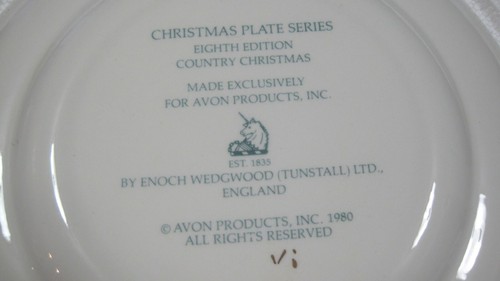 CHRISTMAS PLATE SERIES
EIGHTH EDITION
COUNTRY CHRISTMAS
MADE EXCLUSIVELY
FOR AVON PRODUCTS, INC.
EST. 1835
BY ENOCH WEDGWOOD (TUNSTALL) LTD.,
ENGLAND
© AVON PRODUCTS, INC. 1980
ALL RIGHTS RESERVED
Vi